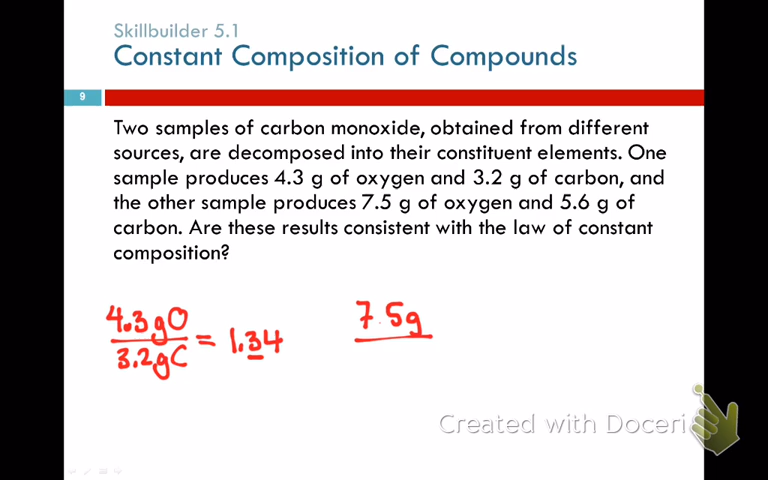 Skillbuilder 5.1
Constant Composition of Compounds
9
Two samples of carbon monoxide, obtained from different
sources, are decomposed into their constituent elements. One
sample produces 4.3 g of oxygen and 3.2 g of carbon, and
the other sample produces 7.5 g of oxygen and 5.6 g of
carbon. Are these results consistent with the law of constant
composition?
4.3 g O
3.2 g C
= 1.34
7.5 g
Created with Doceri